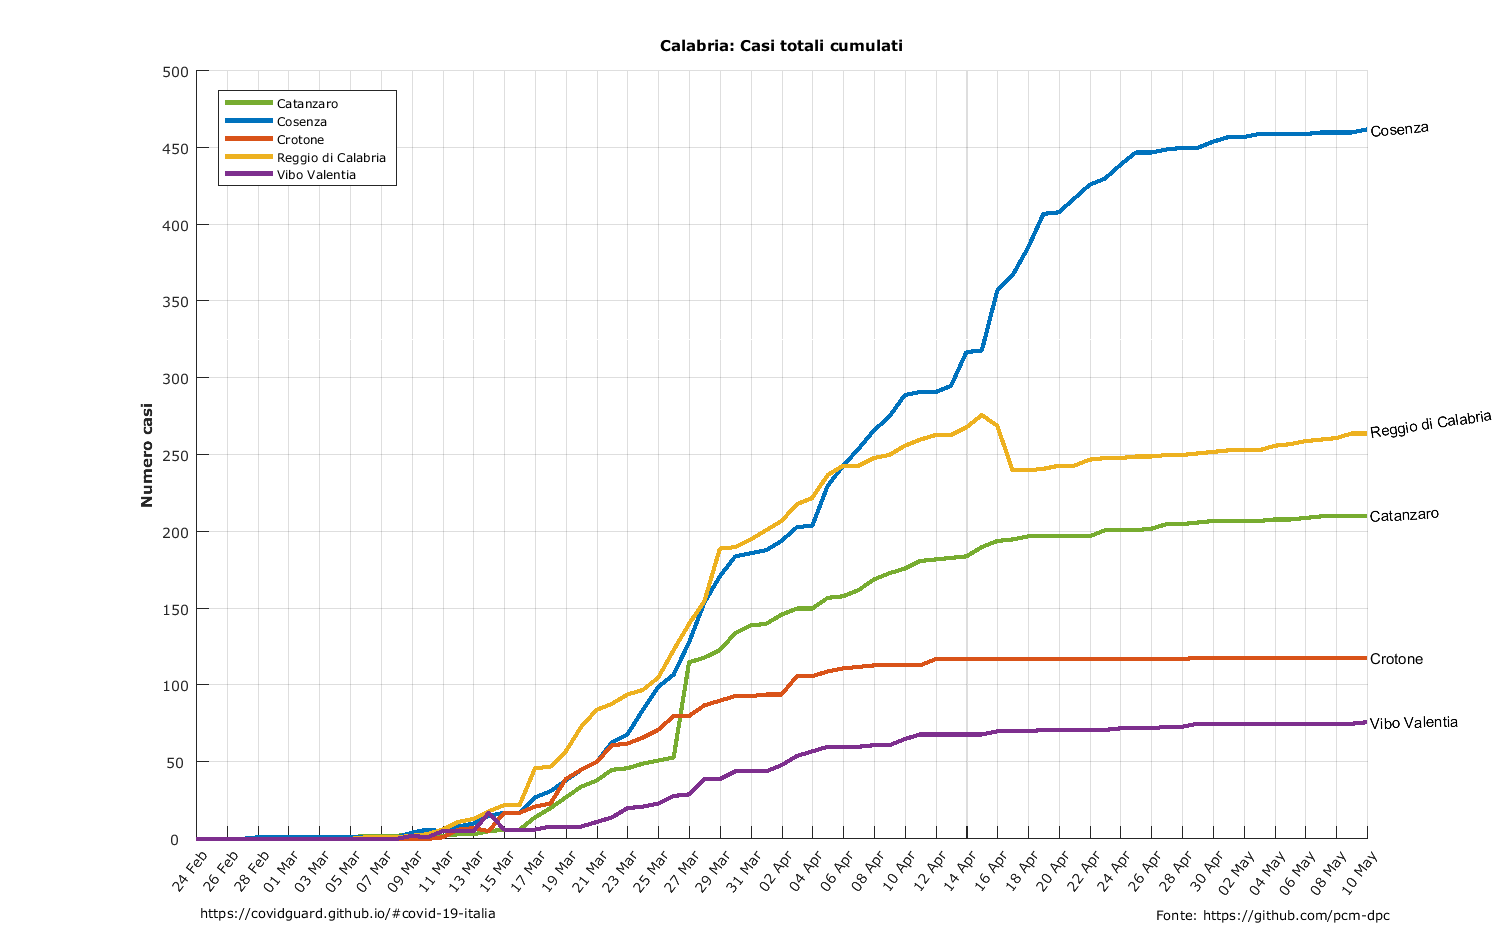 Calabria: Casi totali cumulati
Numero casi
500
450
400
350
300
250
200
150
100
50
0
Catanzaro
Cosenza
Crotone
Reggio di Calabria
Vibo Valentia
Cosenza
Reggio di Calabria
Catanzaro
Crotone
Vibo Valentia
24 Feb
26 Feb
28 Feb
01 Mar
03 Mar
05 Mar
07 Mar
09 Mar
11 Mar
13 Mar
15 Mar
17 Mar
19 Mar
21 Mar
23 Mar
25 Mar
27 Mar
29 Mar
31 Mar
02 Apr
04 Apr
06 Apr
08 Apr
10 Apr
12 Apr
14 Apr
16 Apr
18 Apr
20 Apr
22 Apr
24 Apr
26 Apr
28 Apr
30 Apr
02 May
04 May
06 May
08 May
10 May
https://covidguard.github.io/#covid-19-italia
Fonte: https://github.com/pcm-dpc